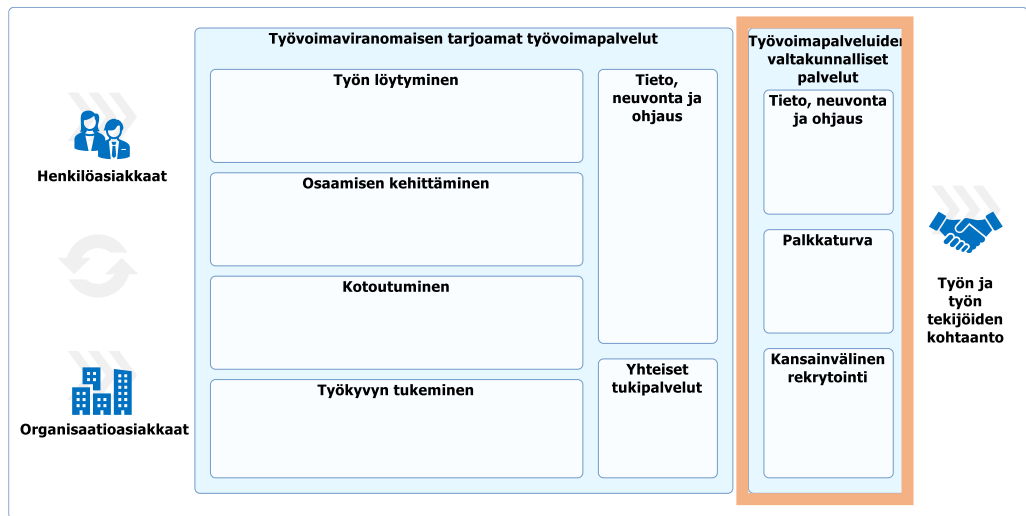 Työvoimaviranomaisen tarjoamat työvoimapalvelut
Työn löytyminen
Osaamisen kehittäminen
Kotoutuminen
Työkyvyn tukeminen
Tieto,
neuvonta ja
ohjaus
Yhteiset
tukipalvelut
Työvoimapalveluiden
valtakunnalliset
palvelut
Tieto, neuvonta
ja ohjaus
Palkkaturva
Kansainvälinen
rekrytointi
Henkilöasiakkaat
Organisaatioasiakkaat
Työn ja
työn
tekijöiden
kohtaanto